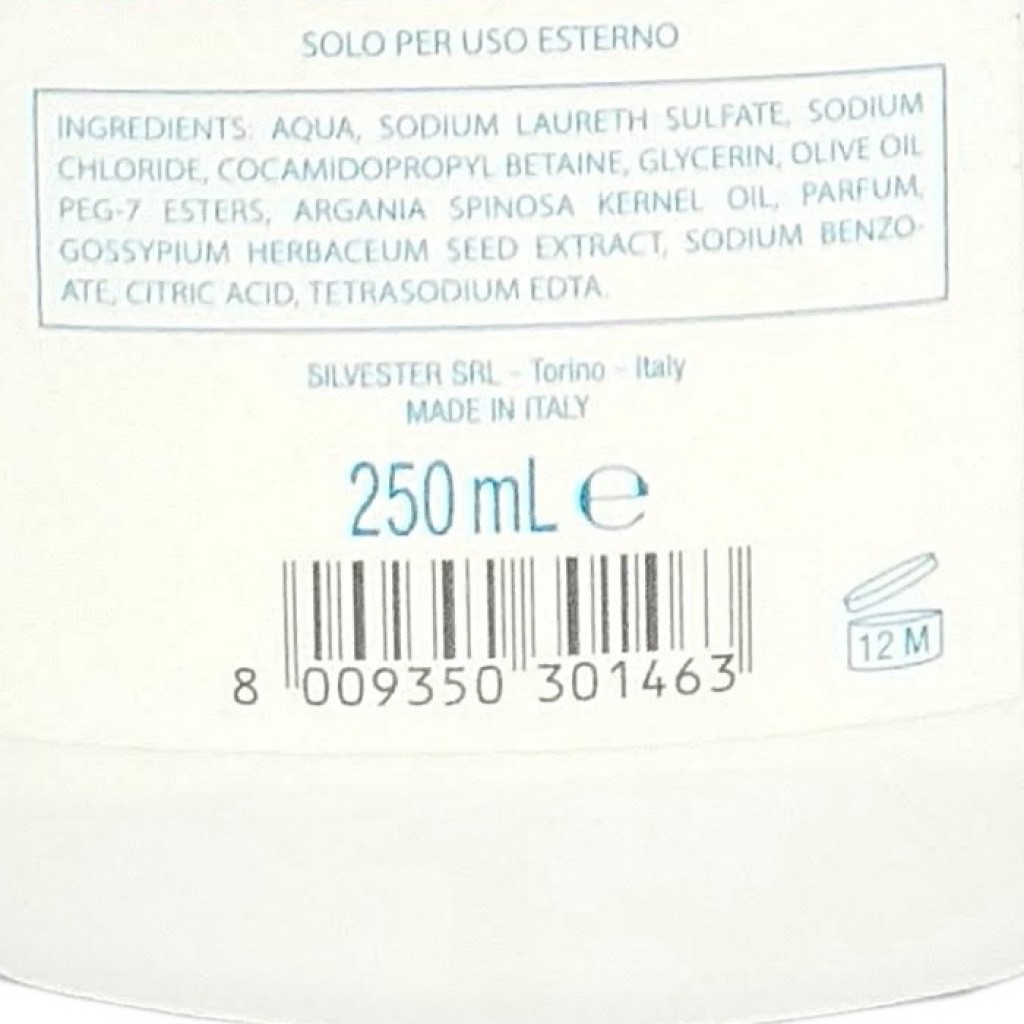 SOLO PER USO ESTERNO
INGREDIENTS: AQUA, SODIUM LAURETH SULFATE, SODIUM
CHLORIDE, COCAMIDOPROPYL BETAINE, GLYCERIN, OLIVE OIL
PEG-7 ESTERS, ARGANIA SPINOSA KERNEL OIL, PARFUM,
GOSSYPIUM HERBACEUM SEED EXTRACT, SODIUM BENZO-
ATE, CITRIC ACID, TETRASODIUM EDTA.
SILVESTER SRL - Torino - Italy
MADE IN ITALY
250 mL ℮
12 M
8 009350 301463